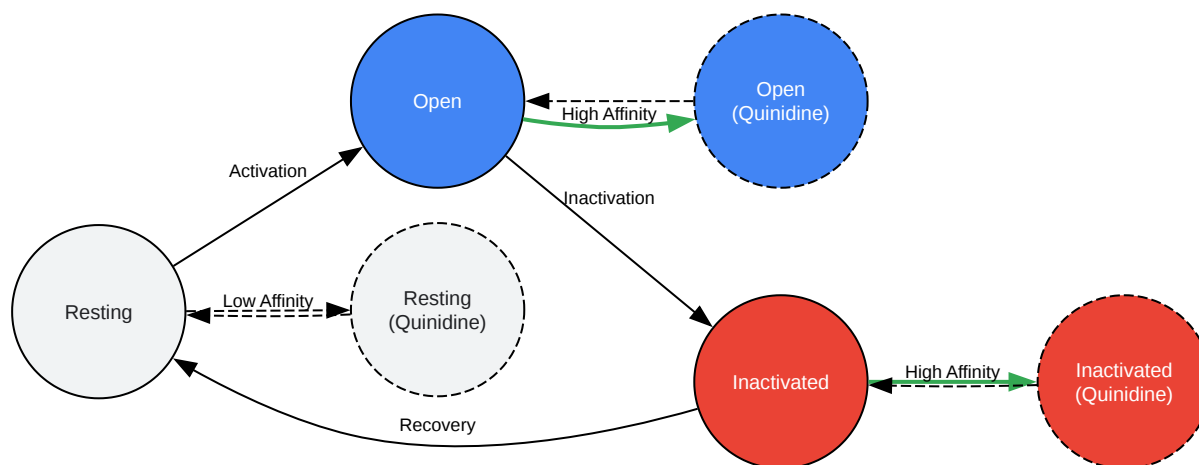 Open
Open
(Quinidine)
High Affinity
Activation
Inactivation
Resting
Low Affinity
Resting
(Quinidine)
Inactivated
High Affinity
Inactivated
(Quinidine)
Recovery